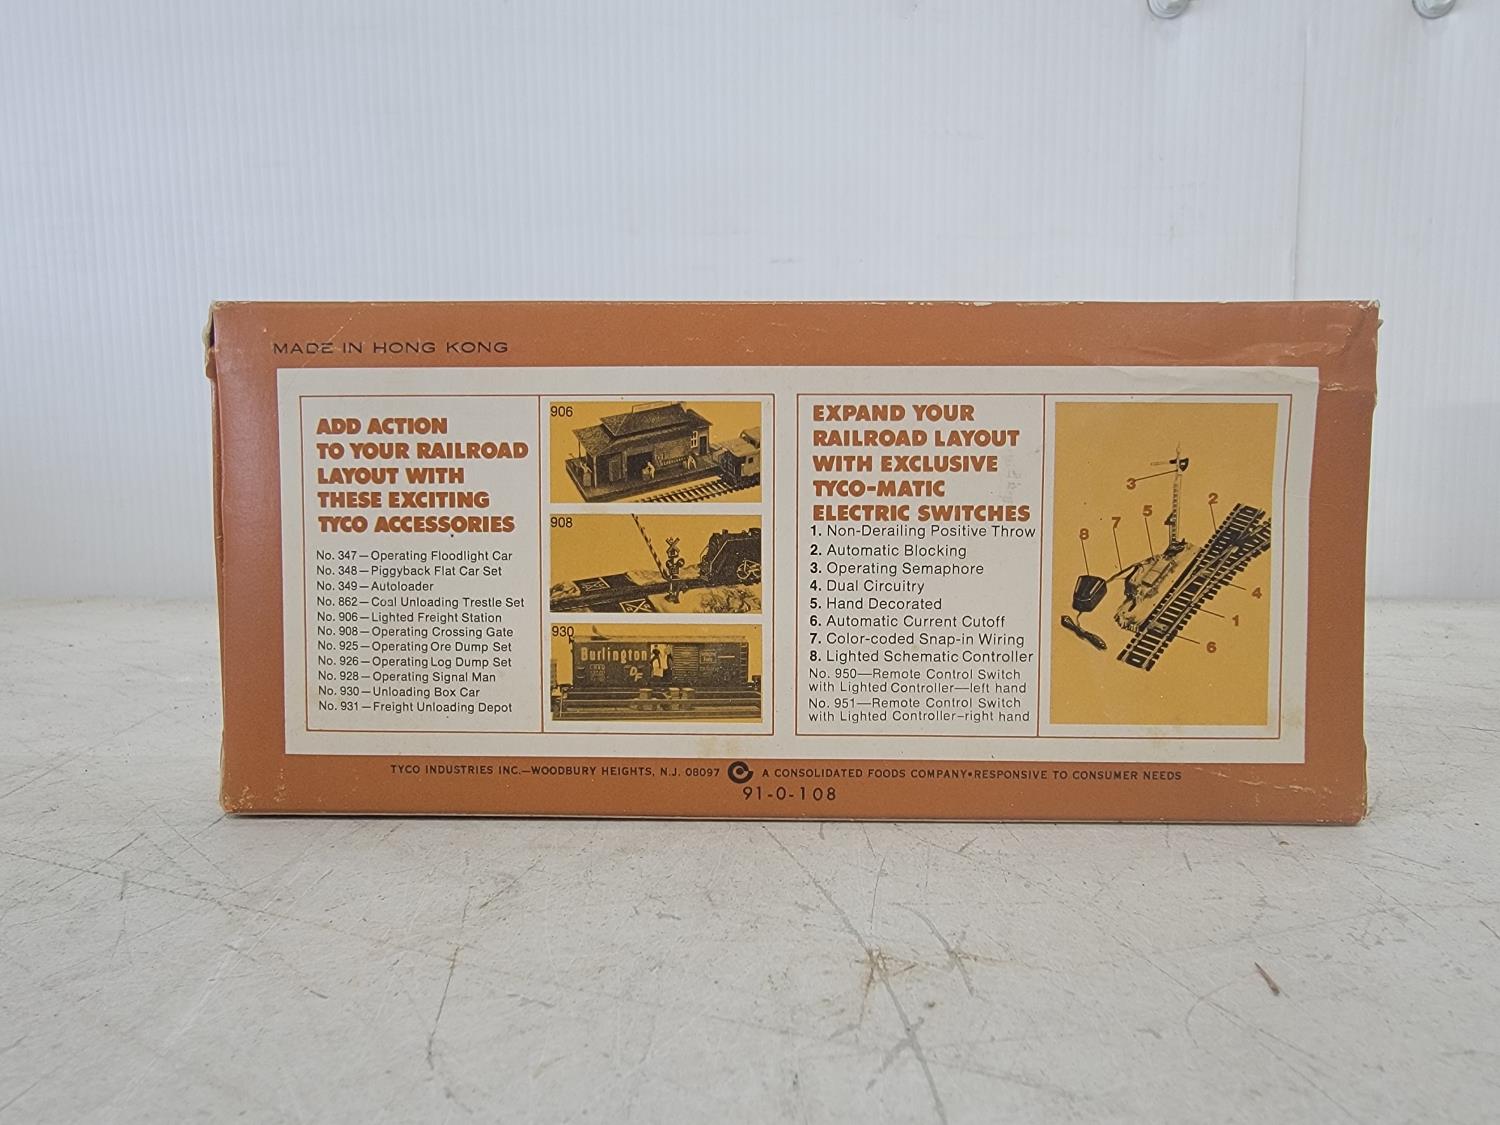 MADE IN HONG KONG
ADD ACTION
TO YOUR RAILROAD
LAYOUT WITH
THESE EXCITING
TYCO ACCESSORIES
No. 347—Operating Floodlight Car
No. 348—Piggyback Flat Car Set
No. 349—Autoloader
No. 862—Coal Unloading Trestle Set
No. 906—Lighted Freight Station
No. 908—Operating Crossing Gate
No. 925—Operating Ore Dump Set
No. 926—Operating Log Dump Set
No. 928—Operating Signal Man
No. 930—Unloading Box Car
No. 931—Freight Unloading Depot
906
908
930
Burlington
EXPAND YOUR
RAILROAD LAYOUT
WITH EXCLUSIVE
TYCO-MATIC
ELECTRIC SWITCHES
1. Non-Derailing Positive Throw
2. Automatic Blocking
3. Operating Semaphore
4. Dual Circuitry
5. Hand Decorated
6. Automatic Current Cutoff
7. Color-coded Snap-in Wiring
8. Lighted Schematic Controller
No. 950—Remote Control Switch
with Lighted Controller—left hand
No. 951—Remote Control Switch
with Lighted Controller–right hand
3
2
5
7
8
4
1
6
TYCO INDUSTRIES INC.—WOODBURY HEIGHTS, N.J. 08097 A CONSOLIDATED FOODS COMPANY•RESPONSIVE TO CONSUMER NEEDS
91-0-108